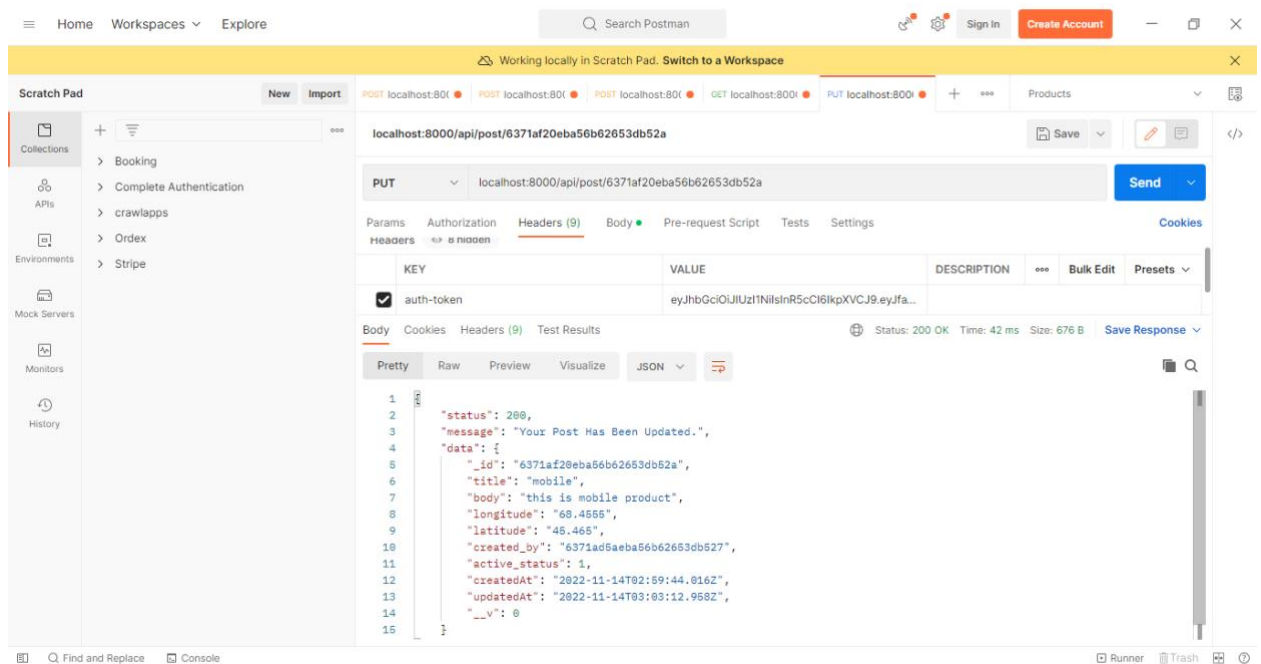 Home Workspaces Explore Search Postman Sign In Create Account
Working locally in Scratch Pad. Switch to a Workspace
Scratch Pad New Import POST localhost:80( POST localhost:80( POST localhost:80( GET localhost:800( PUT localhost:800( + ooo Products
Collections
APIs
Environments
Mock Servers
Monitors
History
+ ooo
> Booking
> Complete Authentication
> crawlapps
> Ordex
> Stripe
localhost:8000/api/post/6371af20eba56b62653db52a Save </>
PUT localhost:8000/api/post/6371af20eba56b62653db52a Send
Params Authorization Headers (9) Body Pre-request Script Tests Settings Cookies
Headers 8 hidden
KEY VALUE DESCRIPTION ooo Bulk Edit Presets
auth-token
Body Cookies Headers (9) Test Results Status: 200 OK Time: 42 ms Size: 676 B Save Response
Pretty Raw Preview Visualize JSON
1 {
2 "status": 200,
3 "message": "Your Post Has Been Updated.",
4 "data": {
5 "_id": "6371af20eba56b62653db52a",
6 "title": "mobile",
7 "body": "this is mobile product",
8 "longitude": "68.4555",
9 "latitude": "45.465",
10 "created_by": "6371ad5aeba56b62653db527",
11 "active_status": 1,
12 "createdAt": "2022-11-14T02:59:44.016Z",
13 "updatedAt": "2022-11-14T03:03:12.958Z",
14 "__v": 0
15 }
Find and Replace Console Runner Trash